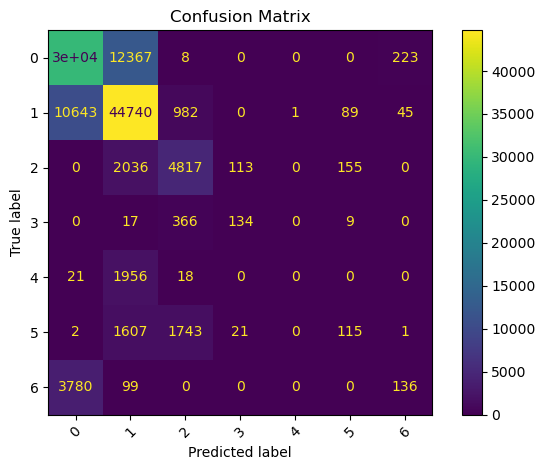 Confusion Matrix
0 3e+04 12367 8 0 0 0 223
1 10643 44740 982 0 1 89 45
2 0 2036 4817 113 0 155 0
3 0 17 366 134 0 9 0
4 21 1956 18 0 0 0 0
5 2 1607 1743 21 0 115 1
6 3780 99 0 0 0 0 136
0 1 2 3 4 5 6
True label
Predicted label
40000
35000
30000
25000
20000
15000
10000
5000
0